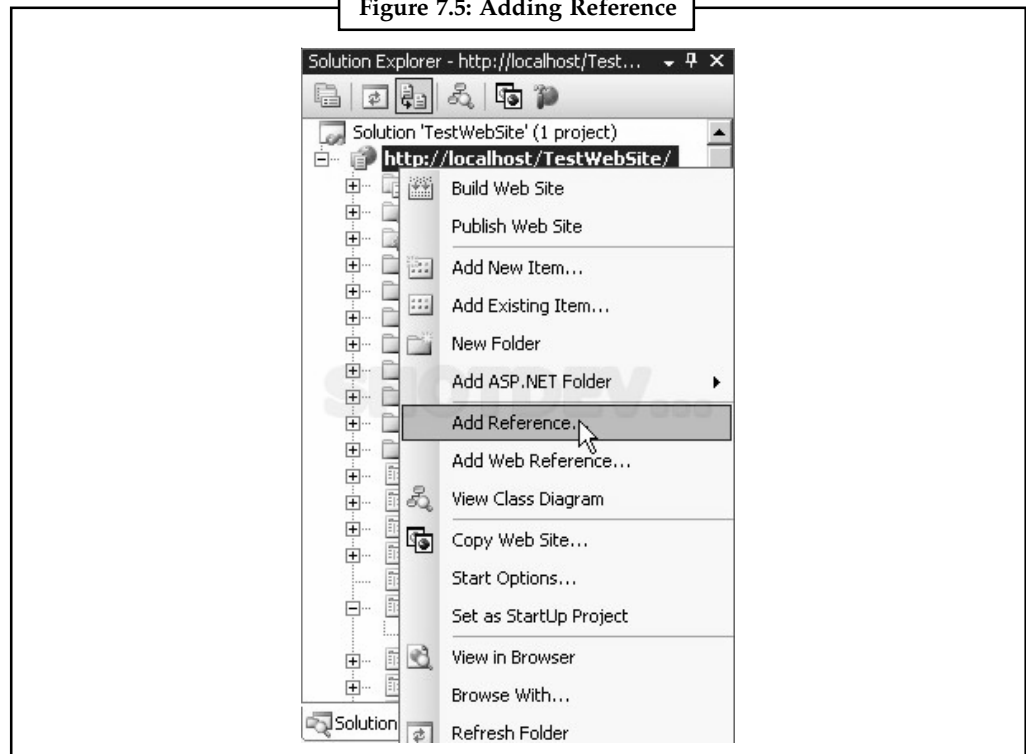 Figure 7.5: Adding Reference
Solution Explorer - http://localhost/Test...
Solution 'TestWebSite' (1 project)
http://localhost/TestWebSite/
Build Web Site
Publish Web Site
Add New Item...
Add Existing Item...
New Folder
Add ASP.NET Folder
SHOTDEV...
Add Reference...
Add Web Reference...
View Class Diagram
Copy Web Site...
Start Options...
Set as StartUp Project
View in Browser
Browse With...
Solution
Refresh Folder